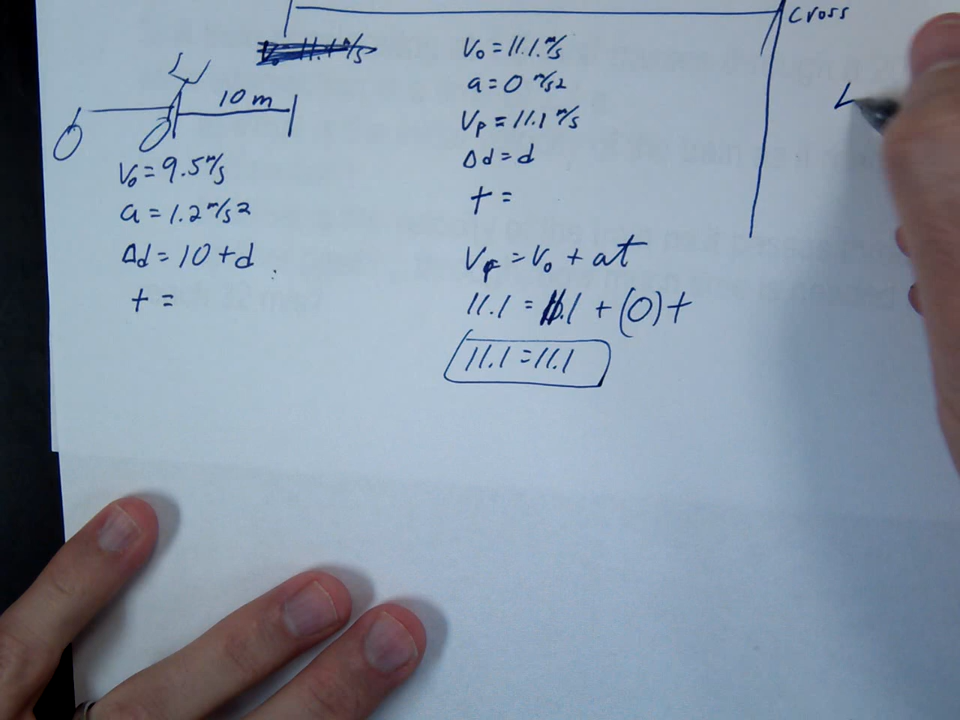 cross
10 m
V₀ = 9.5 m/s
a = 1.2 m/s²
Δd = 10 + d
t =
V₀ = 11.1 m/s
a = 0 m/s²
Vf = 11.1 m/s
Δd = d
t =
Vf = V₀ + at
11.1 = 11.1 + (0)t
11.1 = 11.1